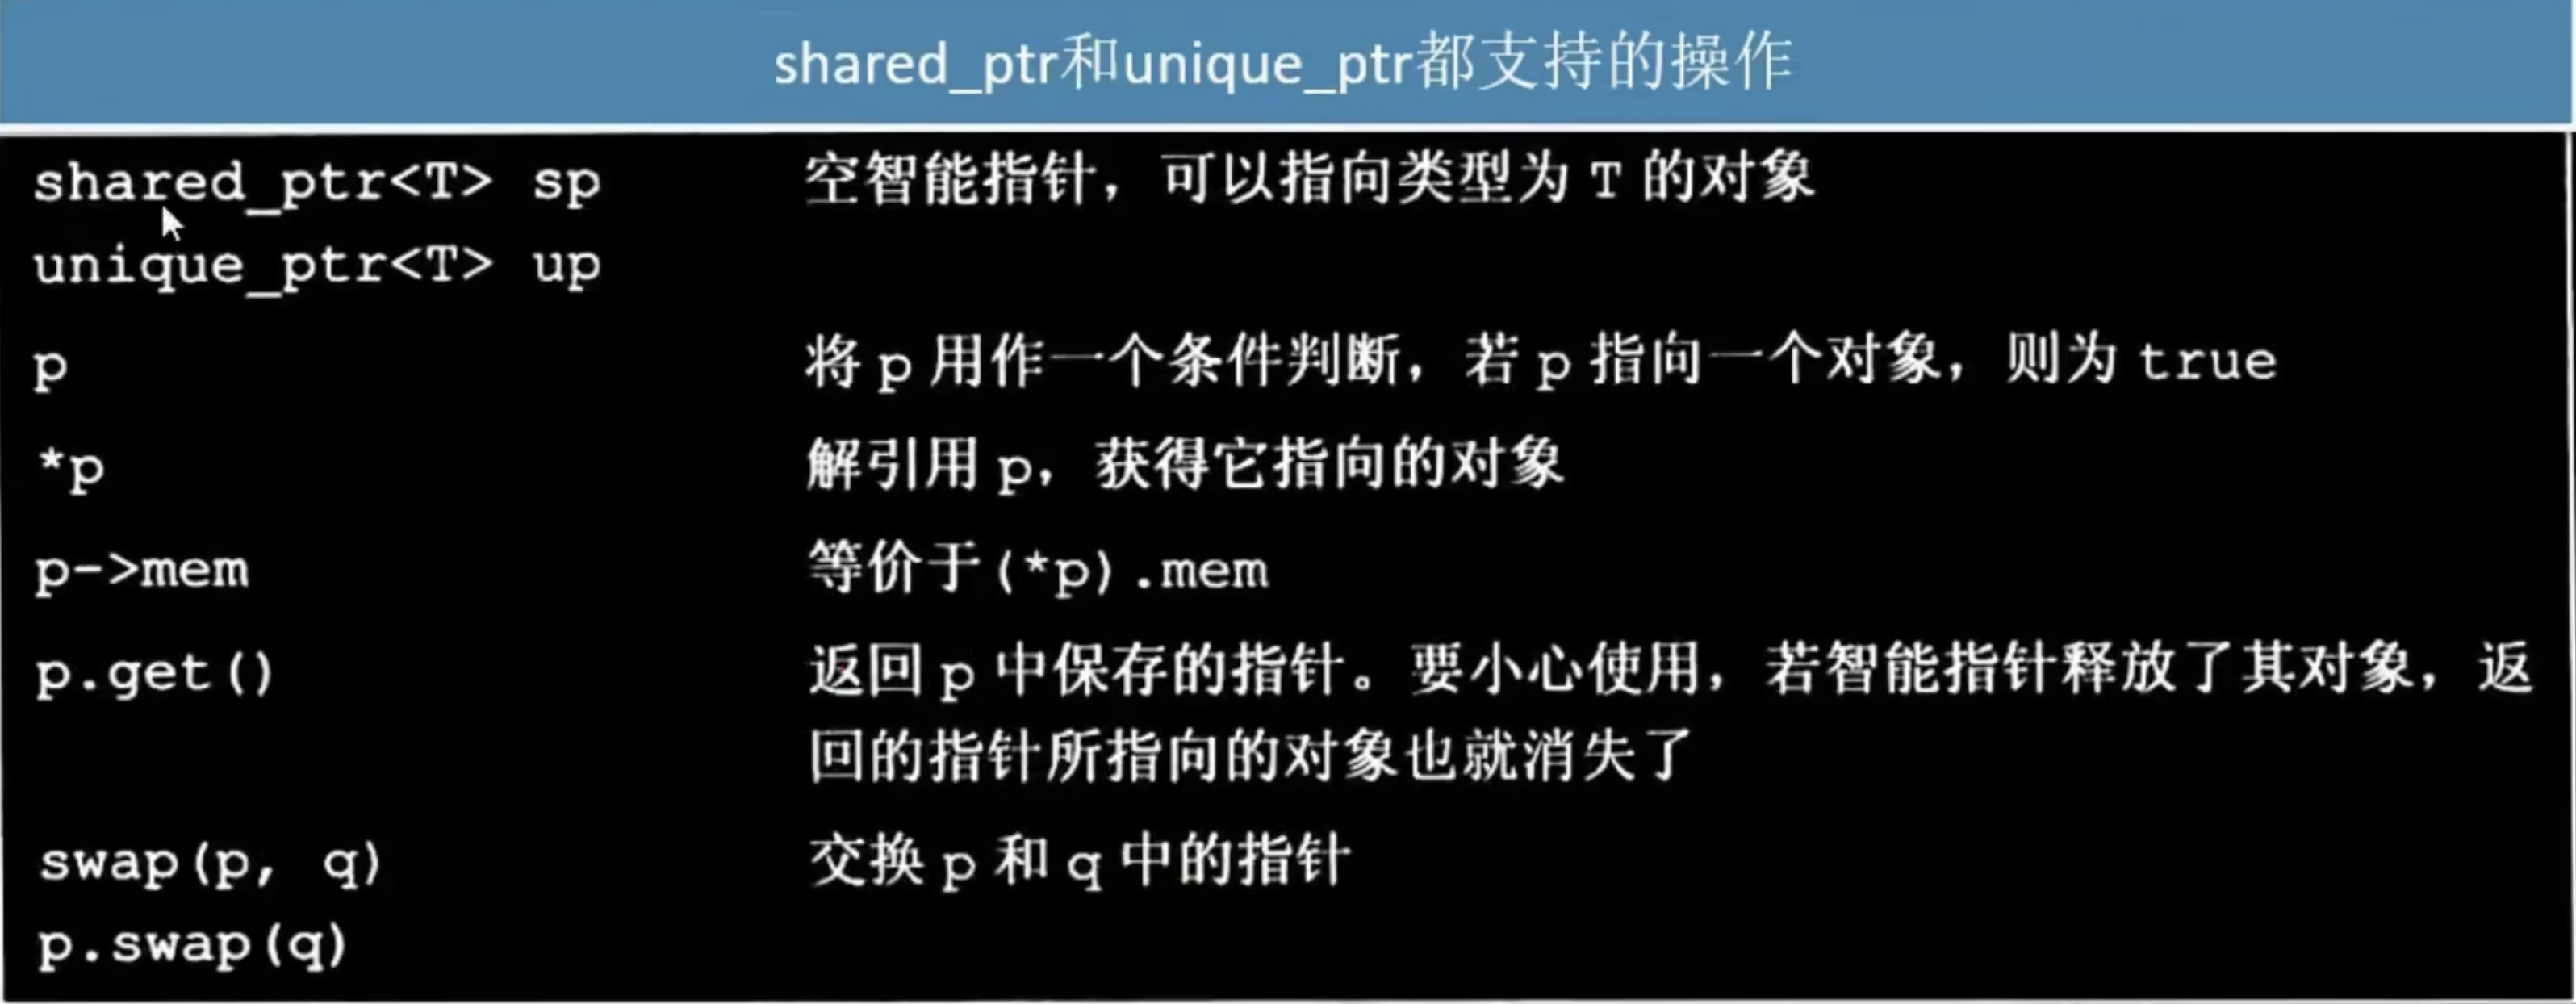 shared_ptr和unique_ptr都支持的操作
shared_ptr<T> sp 空智能指针，可以指向类型为 T 的对象
unique_ptr<T> up
p 将 p 用作一个条件判断，若 p 指向一个对象，则为 true
*p 解引用 p，获得它指向的对象
p->mem 等价于(*p).mem
p.get() 返回 p 中保存的指针。要小心使用，若智能指针释放了其对象，返
回的指针所指向的对象也就消失了
swap(p, q) 交换 p 和 q 中的指针
p.swap(q)